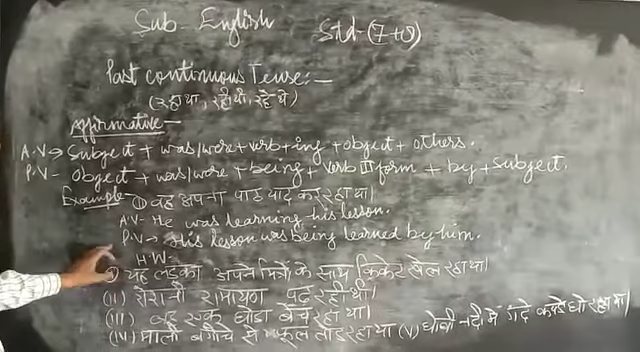 Sub- English Std-(7+8)
Past continuous Tense:-
(रहा था, रही थी, रहे थे)
Affirmative-
A.V→ Subject + was/were + verb + ing + object + others.
P.V- Object + was/were + being + verb III form + by + Subject.
Example ① वह अपना पाठ याद कर रहा था।
A.V- He was learning his lesson.
P.V→ His lesson was being learned by him.
H.W.-
① यह लड़का अपने मित्रों के साथ क्रिकेट खेल रहा था।
(II) शैरानी रामायण पढ़ रही थी।
(III) वह एक घोड़ा बेच रहा था।
(IV) माली बगीचे से फूल तोड़ रहा था (V) धोबी नदी में गंदे कपड़े धो रहा था।